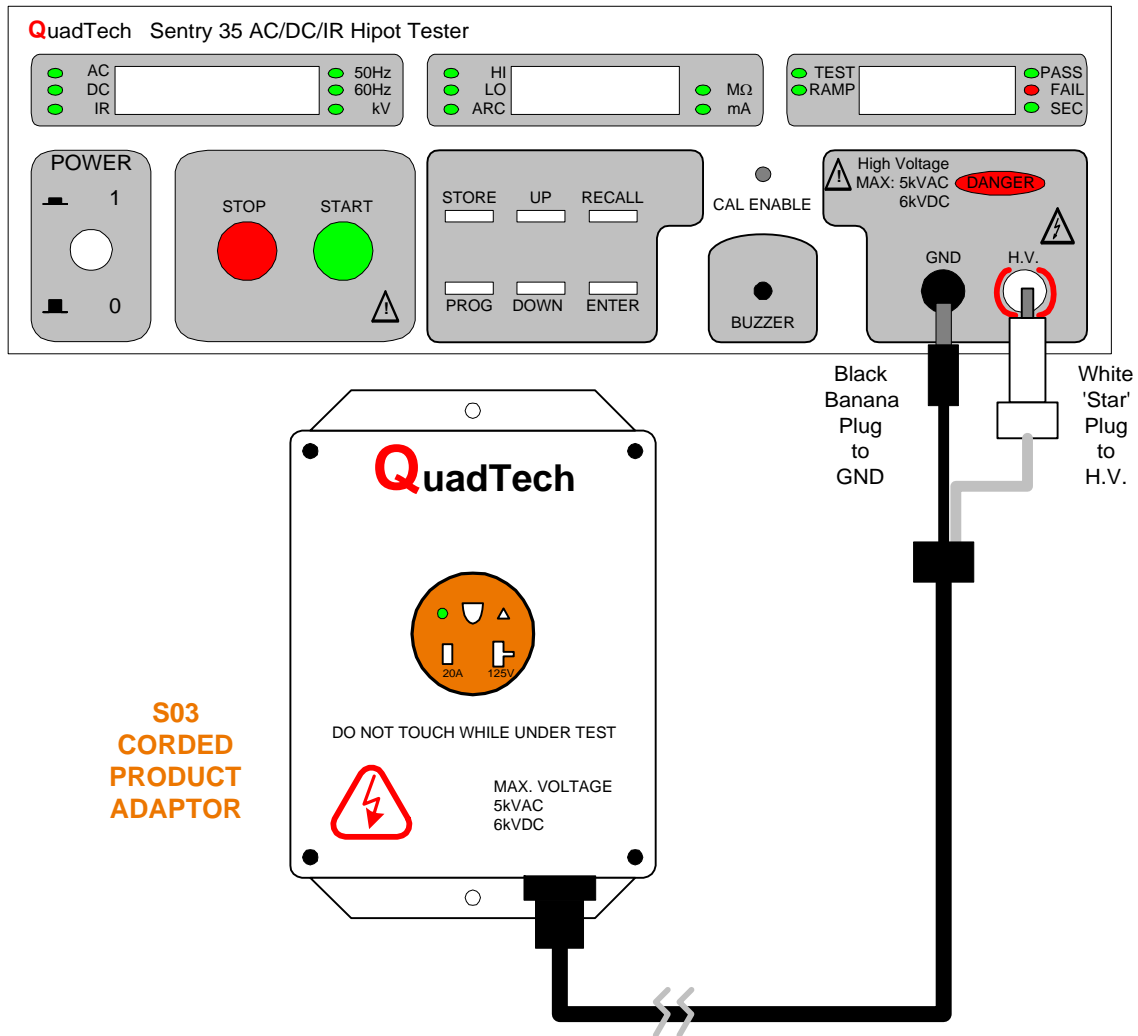 QuadTech Sentry 35 AC/DC/IR Hipot Tester
AC
DC
IR
50Hz
60Hz
kV
HI
LO
ARC
MΩ
mA
TEST
RAMP
PASS
FAIL
SEC
POWER
1
0
STOP
START
STORE
UP
RECALL
PROG
DOWN
ENTER
CAL ENABLE
BUZZER
High Voltage
MAX: 5kVAC
6kVDC
DANGER
GND
H.V.
Black
Banana
Plug
to
GND
White
'Star'
Plug
to
H.V.
QuadTech
20A
125V
DO NOT TOUCH WHILE UNDER TEST
MAX. VOLTAGE
5kVAC
6kVDC
S03
CORDED
PRODUCT
ADAPTOR